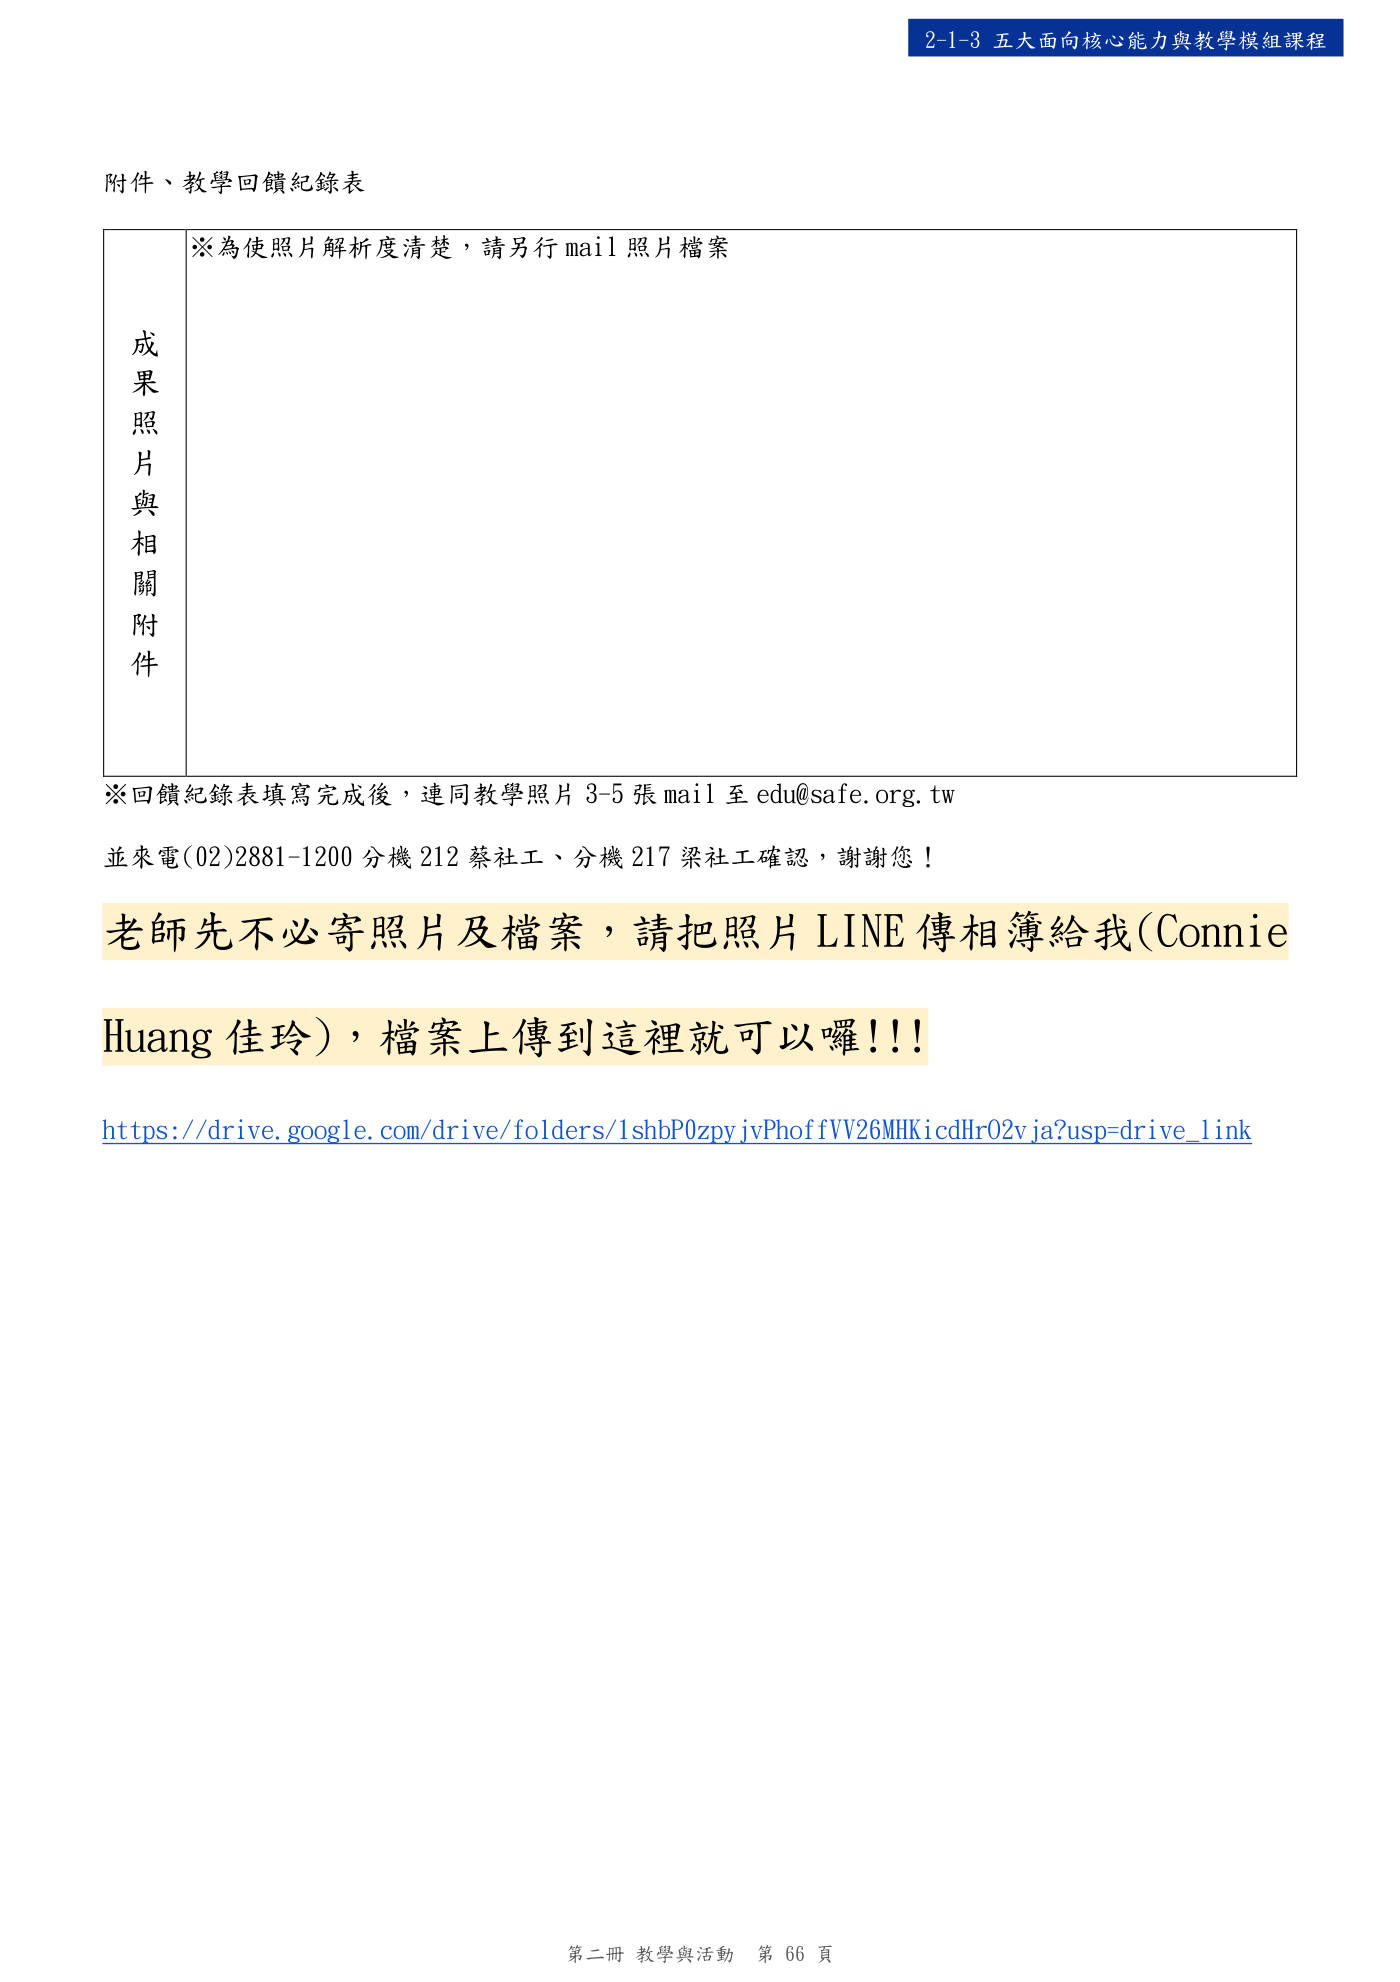 2-1-3 五大面向核心能力與教學模組課程
附件、教學回饋紀錄表
※為使照片解析度清楚，請另行 mail 照片檔案
成
果
照
片
與
相
關
附
件
※回饋紀錄表填寫完成後，連同教學照片 3-5 張 mail 至 edu@safe.org.tw
並來電(02)2881-1200 分機 212 蔡社工、分機 217 梁社工確認，謝謝您！
老師先不必寄照片及檔案，請把照片 LINE 傳相簿給我(Connie
Huang 佳玲)，檔案上傳到這裡就可以囉!!!
https://drive.google.com/drive/folders/1shbP0zpyjvPhoffVV26MHKicdHrO2vja?usp=drive_link
第二冊 教學與活動 第 66 頁